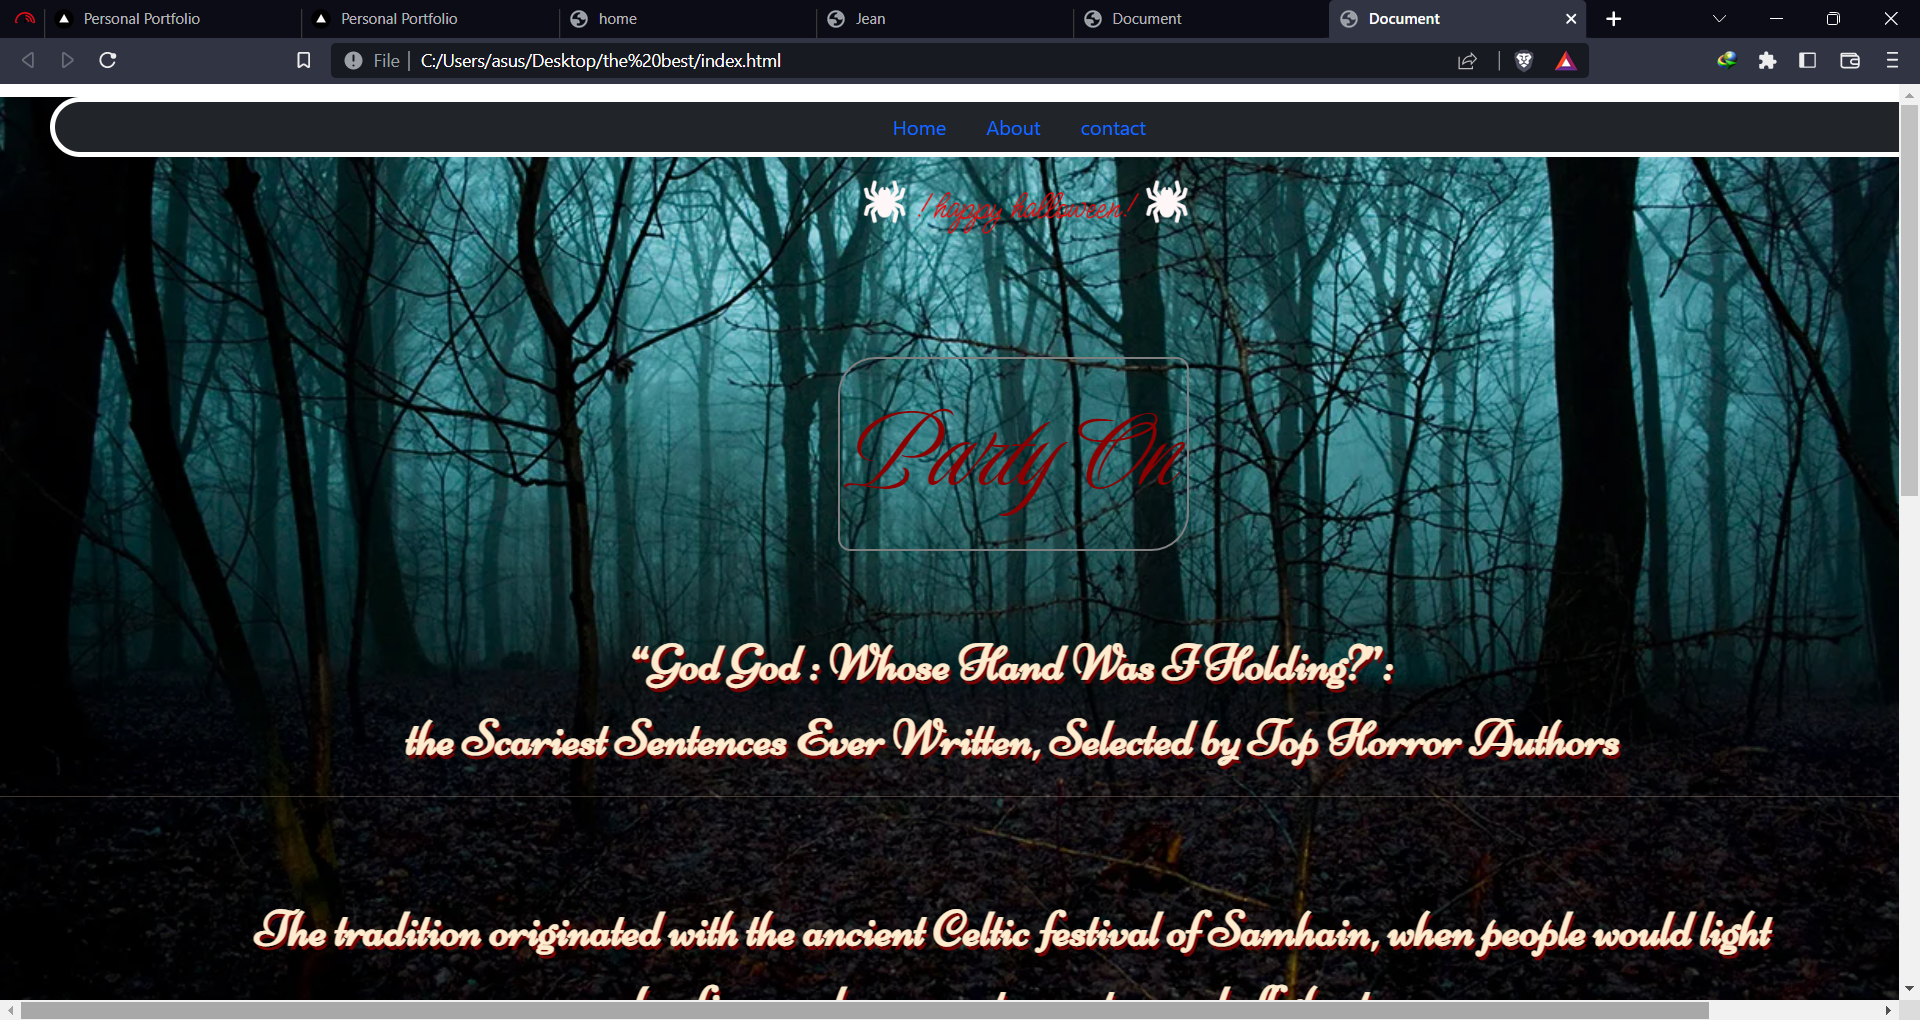 Personal Portfolio
Personal Portfolio
home
Jean
Document
Document
File
C:/Users/asus/Desktop/the%20best/index.html
Home
About
contact
! happy halloween!
Party On
“God God : Whose Hand Was I Holding?”:
the Scariest Sentences Ever Written, Selected by Top Horror Authors
The tradition originated with the ancient Celtic festival of Samhain, when people would light